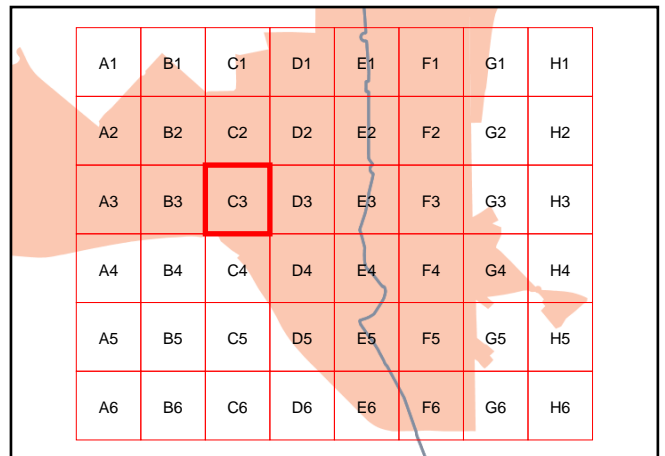 A1 B1 C1 D1 E1 F1 G1 H1
A2 B2 C2 D2 E2 F2 G2 H2
A3 B3 C3 D3 E3 F3 G3 H3
A4 B4 C4 D4 E4 F4 G4 H4
A5 B5 C5 D5 E5 F5 G5 H5
A6 B6 C6 D6 E6 F6 G6 H6